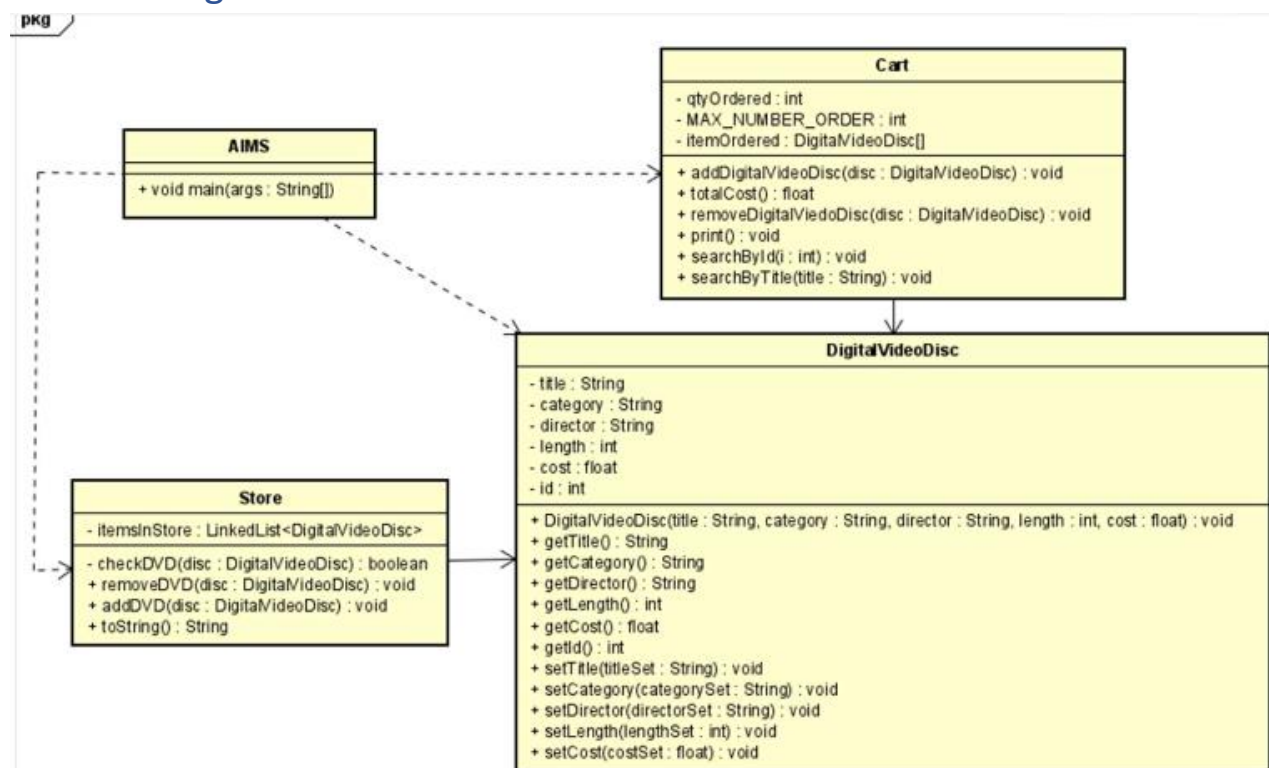 pkg
Cart
- qtyOrdered : int
- MAX_NUMBER_ORDER : int
- itemOrdered : DigitalVideoDisc[]
+ addDigitalVideoDisc(disc : DigitalVideoDisc) : void
+ totalCost() : float
+ removeDigitalViedoDisc(disc : DigitalVideoDisc) : void
+ print() : void
+ searchById(i : int) : void
+ searchByTitle(title : String) : void
AIMS
+ void main(args : String[])
DigitalVideoDisc
- title : String
- category : String
- director : String
- length : int
- cost : float
- id : int
+ DigitalVideoDisc(title : String, category : String, director : String, length : int, cost : float) : void
+ getTitle() : String
+ getCategory() : String
+ getDirector() : String
+ getLength() : int
+ getCost() : float
+ getId() : int
+ setTitle(titleSet : String) : void
+ setCategory(categorySet : String) : void
+ setDirector(directorSet : String) : void
+ setLength(lengthSet : int) : void
+ setCost(costSet : float) : void
Store
- itemsInStore : LinkedList<DigitalVideoDisc>
- checkDVD(disc : DigitalVideoDisc) : boolean
+ removeDVD(disc : DigitalVideoDisc) : void
+ addDVD(disc : DigitalVideoDisc) : void
+ toString() : String